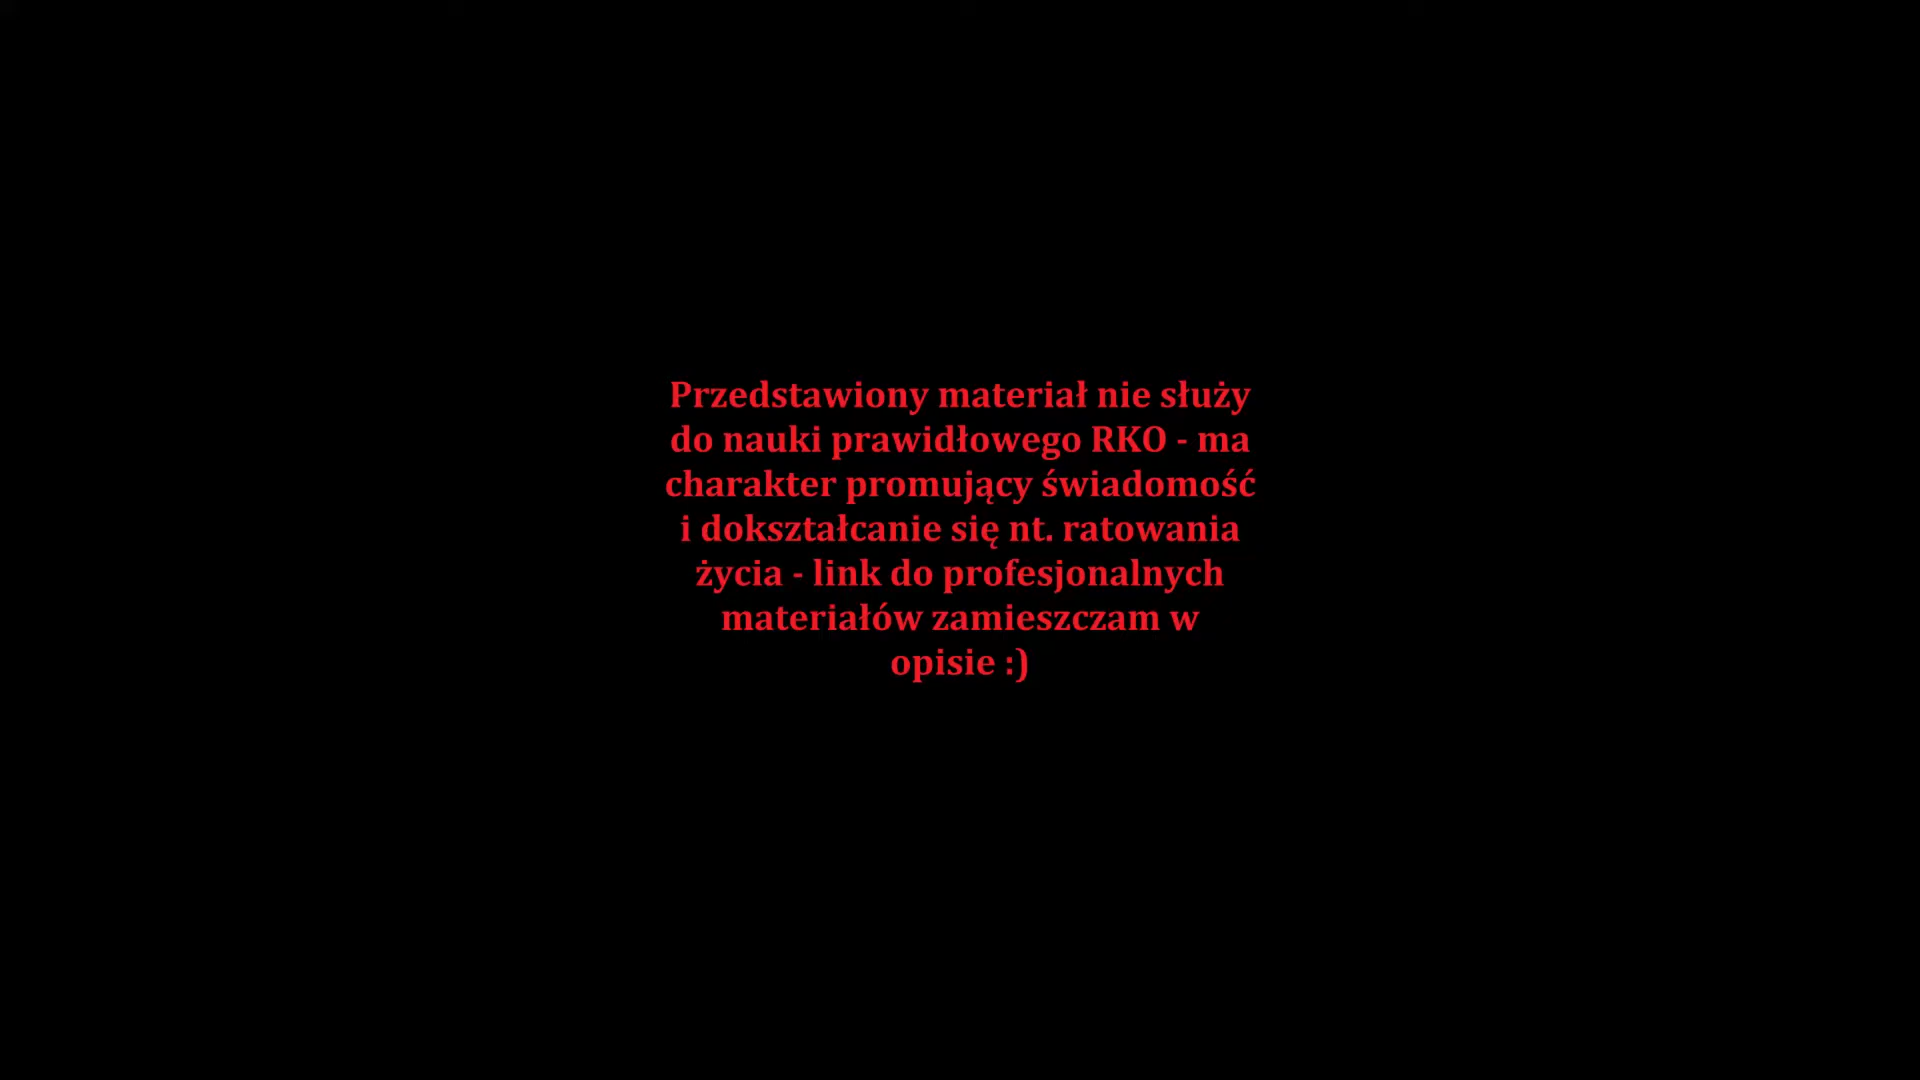 Przedstawiony materiał nie służy
do nauki prawidłowego RKO - ma
charakter promujący świadomość
i dokształcanie się nt. ratowania
życia - link do profesjonalnych
materiałów zamieszczam w
opisie :)